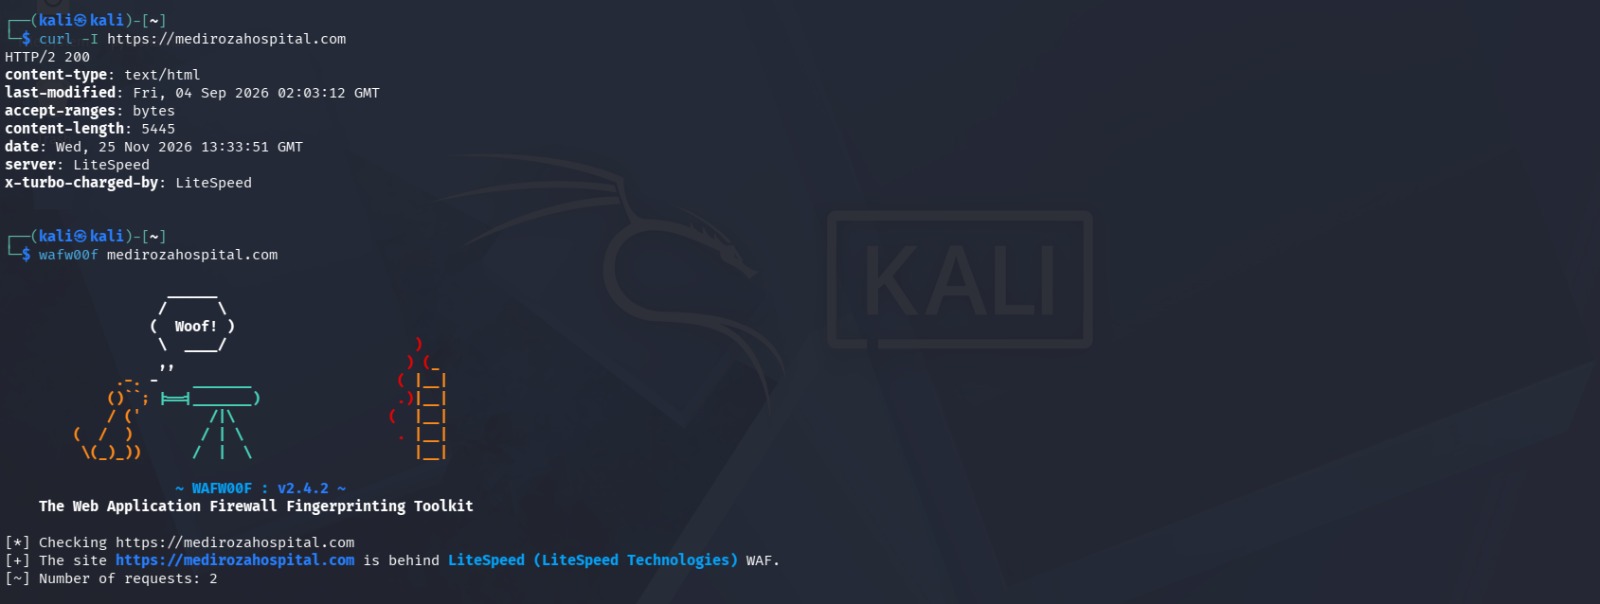 ┌──(kali㉿kali)-[~]
└─$ curl -I https://medirozahospital.com
HTTP/2 200
content-type: text/html
last-modified: Fri, 04 Sep 2026 02:03:12 GMT
accept-ranges: bytes
content-length: 5445
date: Wed, 25 Nov 2026 13:33:51 GMT
server: LiteSpeed
x-turbo-charged-by: LiteSpeed
┌──(kali㉿kali)-[~]
└─$ wafw00f medirozahospital.com
( Woof! )
~ WAFW00F : v2.4.2 ~
The Web Application Firewall Fingerprinting Toolkit
[*] Checking https://medirozahospital.com
[+] The site https://medirozahospital.com is behind LiteSpeed (LiteSpeed Technologies) WAF.
[~] Number of requests: 2
KALI